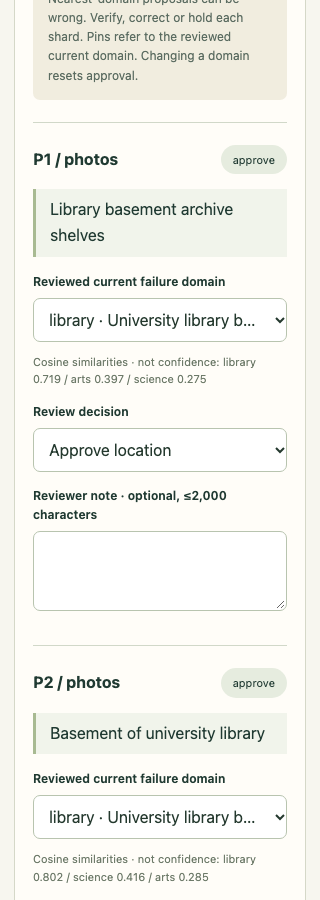 Nearest-domain proposals can be
wrong. Verify, correct or hold each
shard. Pins refer to the reviewed
current domain. Changing a domain
resets approval.
P1 / photos
approve
Library basement archive
shelves
Reviewed current failure domain
library · University library b...
Cosine similarities · not confidence: library
0.719 / arts 0.397 / science 0.275
Review decision
Approve location
Reviewer note · optional, ≤2,000
characters
P2 / photos
approve
Basement of university library
Reviewed current failure domain
library · University library b...
Cosine similarities · not confidence: library
0.802 / science 0.416 / arts 0.285